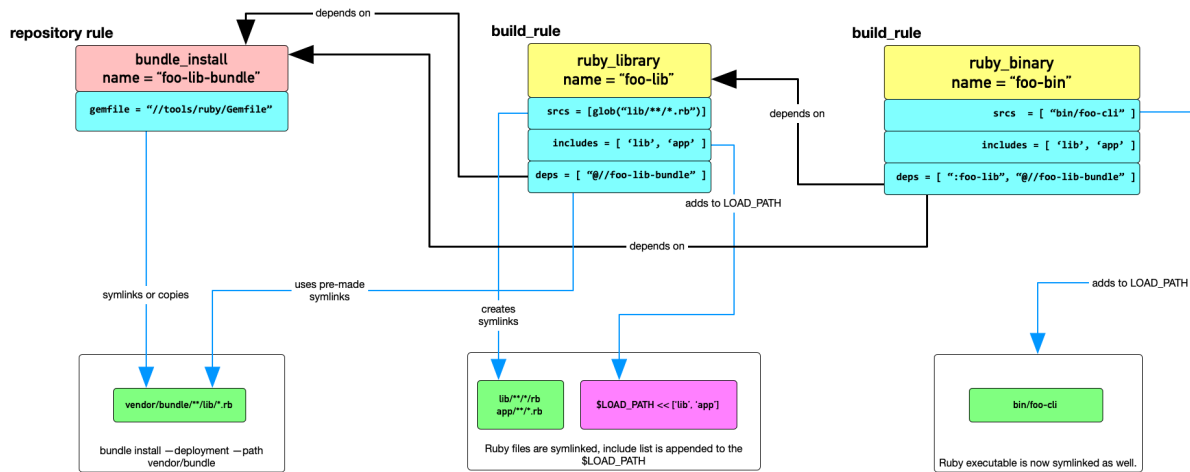 repository rule
bundle_install
name = “foo-lib-bundle”
gemfile = “//tools/ruby/Gemfile”
depends on
build_rule
ruby_library
name = “foo-lib”
srcs = [glob(“lib/**/*.rb”)]
includes = [ ‘lib’, ‘app’ ]
deps = [ “@//foo-lib-bundle” ]
depends on
build_rule
ruby_binary
name = “foo-bin”
srcs = [ “bin/foo-cli” ]
includes = [ ‘lib’, ‘app’ ]
deps = [ “:foo-lib”, “@//foo-lib-bundle” ]
adds to LOAD_PATH
depends on
symlinks or copies
uses pre-made
symlinks
creates
symlinks
adds to LOAD_PATH
vendor/bundle/**/lib/*.rb
bundle install —deployment —path
vendor/bundle
lib/**/*/rb
app/**/*.rb
$LOAD_PATH << ['lib', 'app']
Ruby files are symlinked, include list is appended to the
$LOAD_PATH
bin/foo-cli
Ruby executable is now symlinked as well.